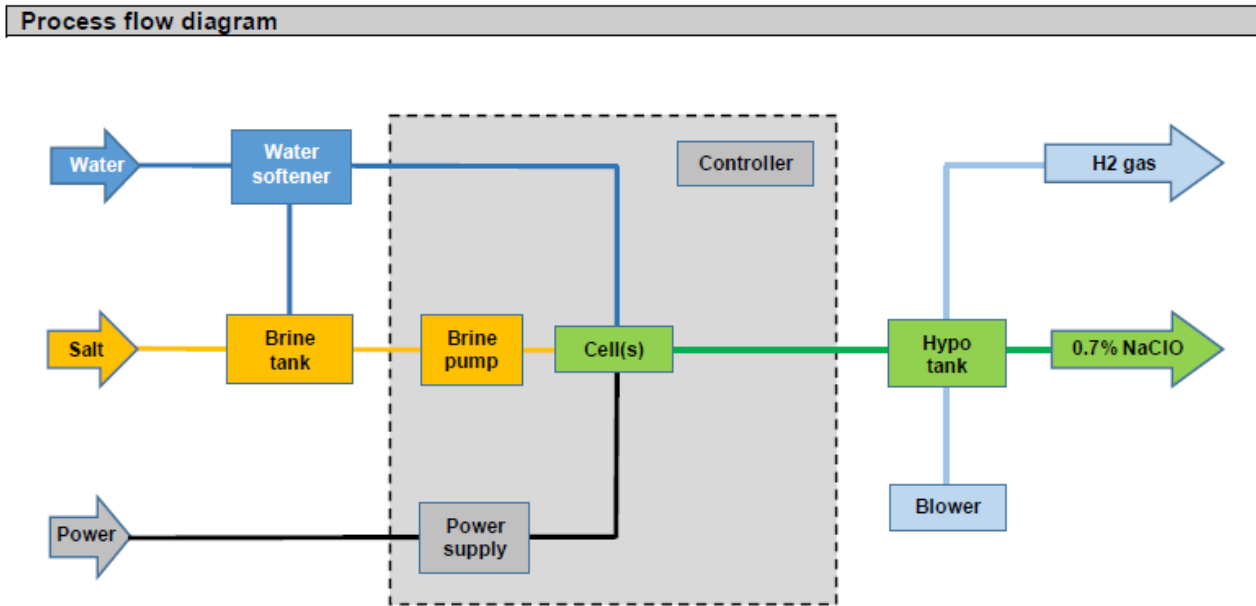 Process flow diagram
Water
Water
softener
Controller
H2 gas
Salt
Brine
tank
Brine
pump
Cell(s)
Hypo
tank
0.7% NaClO
Power
Power
supply
Blower